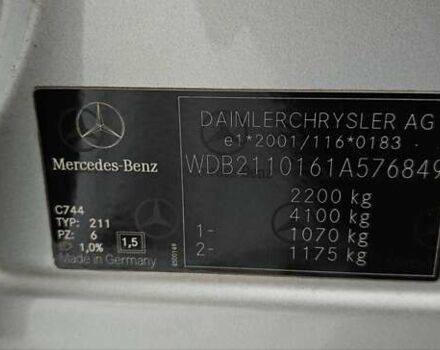 DAIMLERCHRYSLER AG
e1*2001/116*0183
WDB2110161A576849
2200 kg
4100 kg
1- 1070 kg
2- 1175 kg
Mercedes-Benz
C744
TYP: 211
PZ: 6
1,0% 1,5
Made in Germany